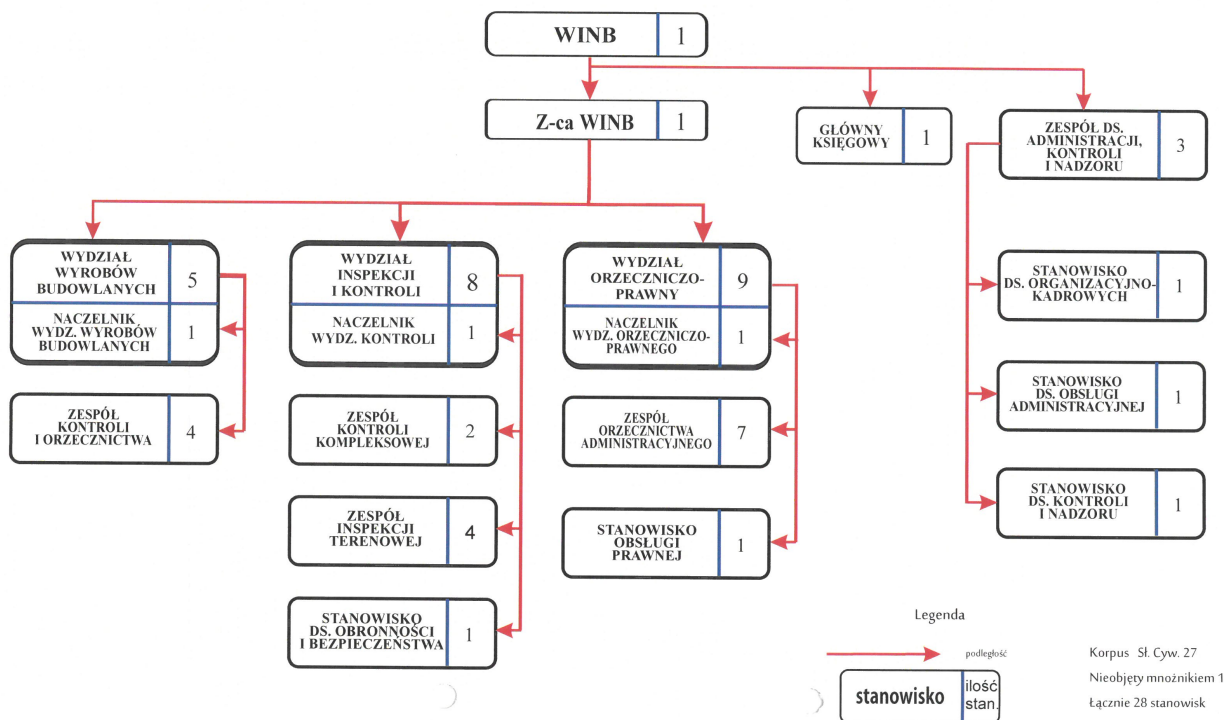 WINB 1
Z-ca WINB 1
GŁÓWNY
KSIĘGOWY
1
ZESPÓL DS.
ADMINISTRACJI,
KONTROLI
I NADZORU
3
WYDZIAŁ
WYROBÓW
BUDOWLANYCH
5
NACZELNIK
WYDZ. WYROBÓW
BUDOWLANYCH
1
ZESPÓŁ
KONTROLI
I ORZECZNICTWA
4
WYDZIAŁ
INSPEKCJI
I KONTROLI
8
NACZELNIK
WYDZ. KONTROLI
1
ZESPÓŁ
KONTROLI
KOMPLEKSOWEJ
2
ZESPÓŁ
INSPEKCJI
TERENOWEJ
4
STANOWISKO
DS. OBRONNOŚCI
I BEZPIECZEŃSTWA
1
WYDZIAŁ
ORZECZNICZO-
PRAWNY
9
NACZELNIK
WYDZ. ORZECZNICZO-
PRAWNEGO
1
ZESPÓŁ
ORZECZNICTWA
ADMINISTRACYJNEGO
7
STANOWISKO
OBSŁUGI
PRAWNEJ
1
STANOWISKO
DS. ORGANIZACYJNO-
KADROWYCH
1
STANOWISKO
DS. OBSŁUGI
ADMINISTRACYJNEJ
1
STANOWISKO
DS. KONTROLI
I NADZORU
1
Legenda
podległość
stanowisko
ilość
stan.
Korpus Sł. Cyw. 27
Nieobjęty mnożnikiem 1
Łącznie 28 stanowisk